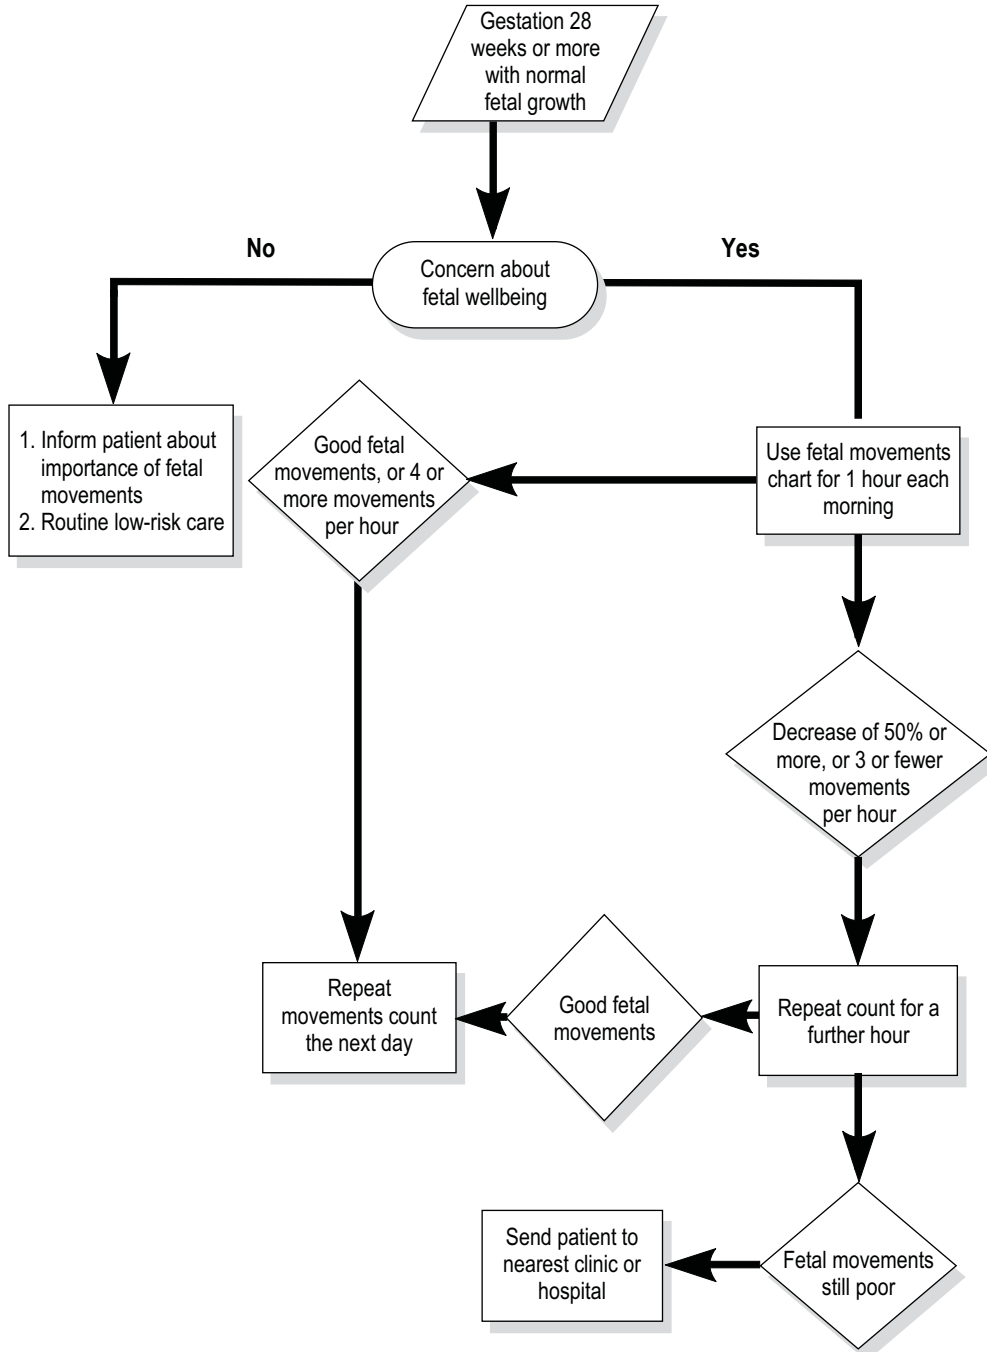 Gestation 28
weeks or more
with normal
fetal growth
No
Yes
Concern about
fetal wellbeing
1. Inform patient about
importance of fetal
movements
2. Routine low-risk care
Good fetal
movements, or 4 or
more movements
per hour
Use fetal movements
chart for 1 hour each
morning
Decrease of 50% or
more, or 3 or fewer
movements
per hour
Repeat
movements count
the next day
Good fetal
movements
Repeat count for a
further hour
Send patient to
nearest clinic or
hospital
Fetal movements
still poor